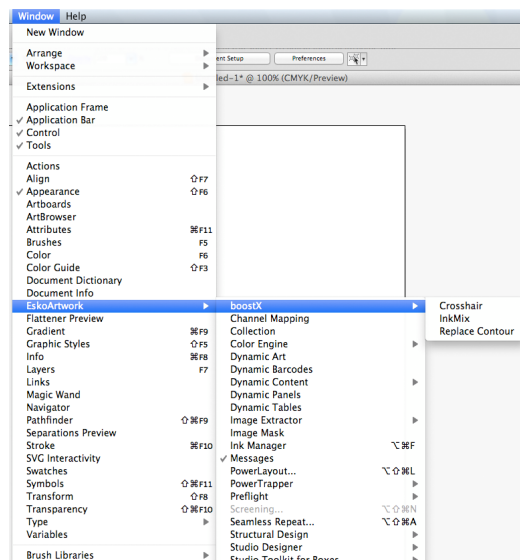 Window Help
New Window
Arrange
Workspace
ent Setup
Preferences
led-1* @ 100% (CMYK/Preview)
Extensions
Application Frame
✓ Application Bar
✓ Control
✓ Tools
Actions
Align ⇧F7
✓ Appearance ⇧F6
Artboards
ArtBrowser
Attributes ⌘F11
Brushes F5
Color F6
Color Guide ⇧F3
Document Dictionary
Document Info
EskoArtwork
Flattener Preview
Gradient ⌘F9
Graphic Styles ⇧F5
Info ⌘F8
Layers F7
Links
Magic Wand
Navigator
Pathfinder ⇧⌘F9
Separations Preview
Stroke ⌘F10
SVG Interactivity
Swatches
Symbols ⇧⌘F11
Transform ⇧F8
Transparency ⇧⌘F10
Type
Variables
Brush Libraries
boostX
Channel Mapping
Collection
Color Engine
Dynamic Art
Dynamic Barcodes
Dynamic Content
Dynamic Panels
Dynamic Tables
Image Extractor
Image Mask
Ink Manager ⌥⌘F
✓ Messages
PowerLayout... ⌥⇧⌘L
PowerTrapper
Preflight
Screening... ⌥⇧⌘N
Seamless Repeat... ⌥⇧⌘A
Structural Design
Studio Designer
Studio Toolkit for Boxes
Crosshair
InkMix
Replace Contour